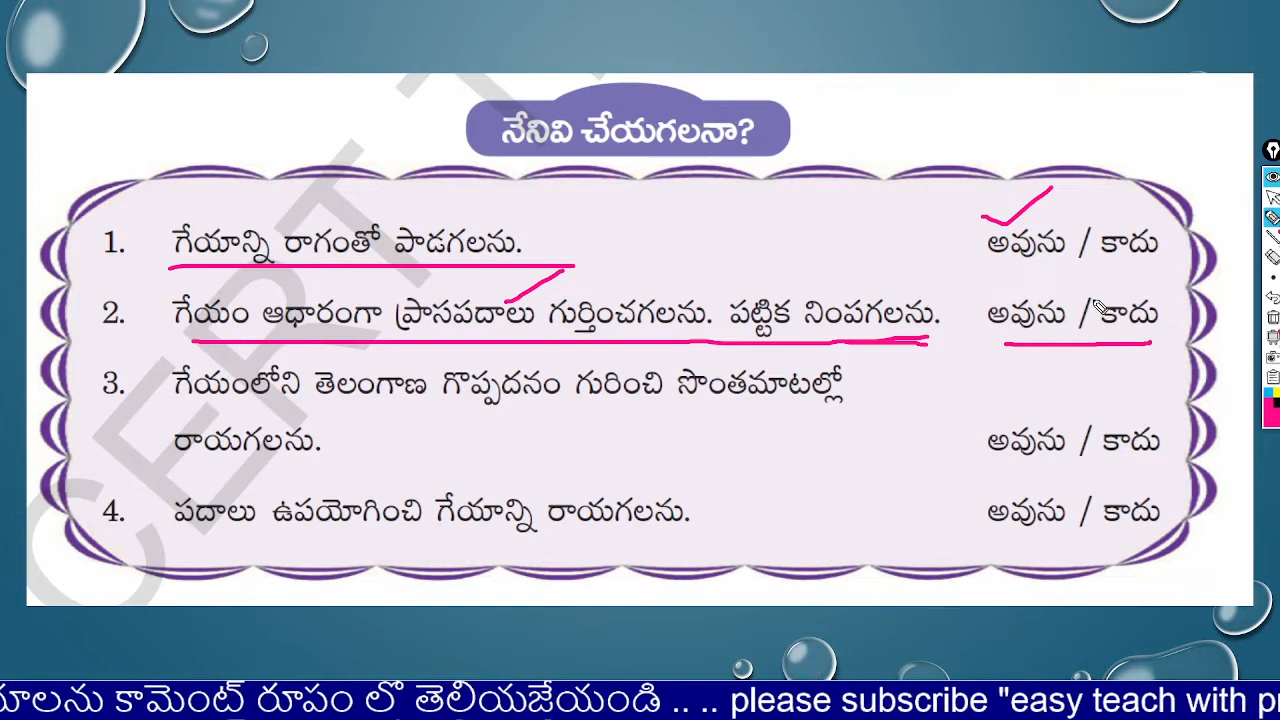 నేనివి చేయగలనా?
1. గేయాన్ని రాగంతో పాడగలను. అవును / కాదు
2. గేయం ఆధారంగా ప్రాసపదాలు గుర్తించగలను. పట్టిక నింపగలను. అవును / కాదు
3. గేయంలోని తెలంగాణ గొప్పదనం గురించి సొంతమాటల్లో
రాయగలను. అవును / కాదు
4. పదాలు ఉపయోగించి గేయాన్ని రాయగలను. అవును / కాదు
కామెంట్ రూపం లొ తెలియజేయండి .. .. please subscribe "easy teach with